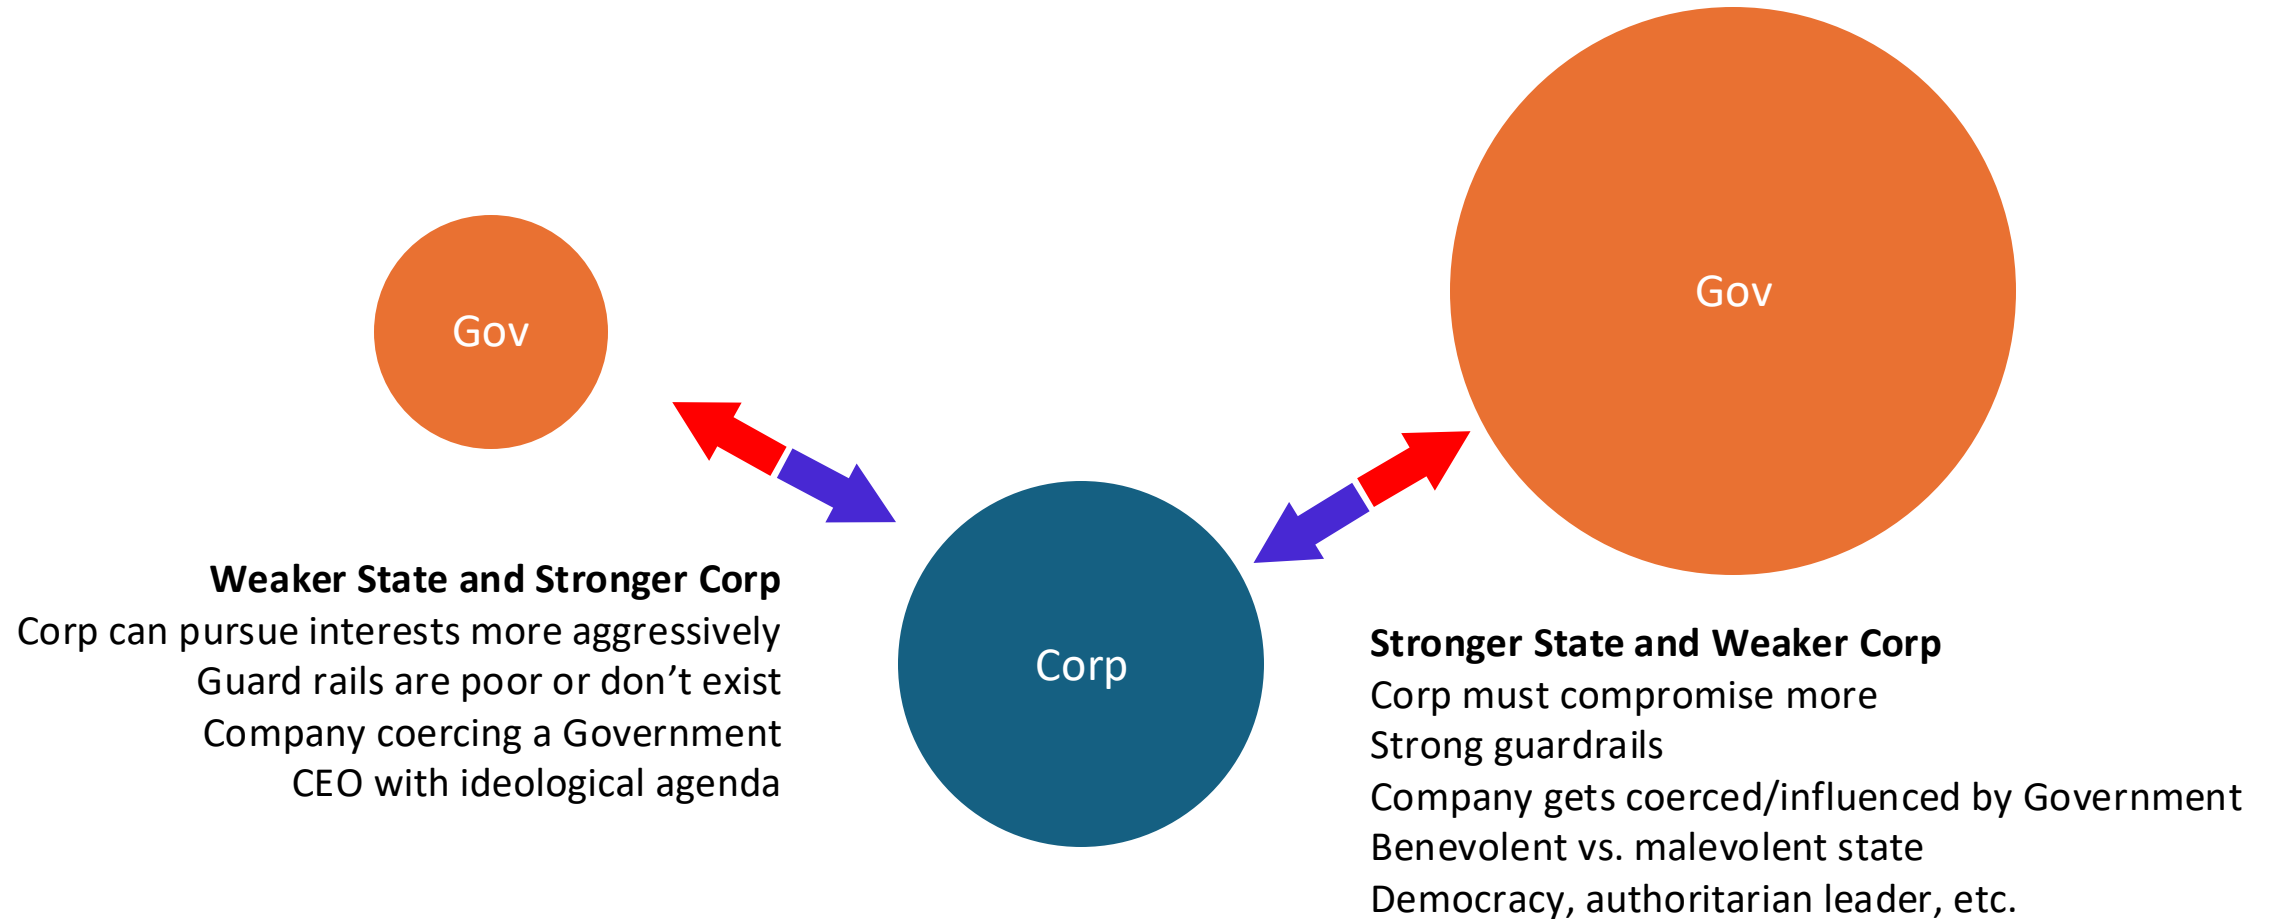 Gov
Gov
Corp
Weaker State and Stronger Corp
Corp can pursue interests more aggressively
Guard rails are poor or don’t exist
Company coercing a Government
CEO with ideological agenda
Stronger State and Weaker Corp
Corp must compromise more
Strong guardrails
Company gets coerced/influenced by Government
Benevolent vs. malevolent state
Democracy, authoritarian leader, etc.